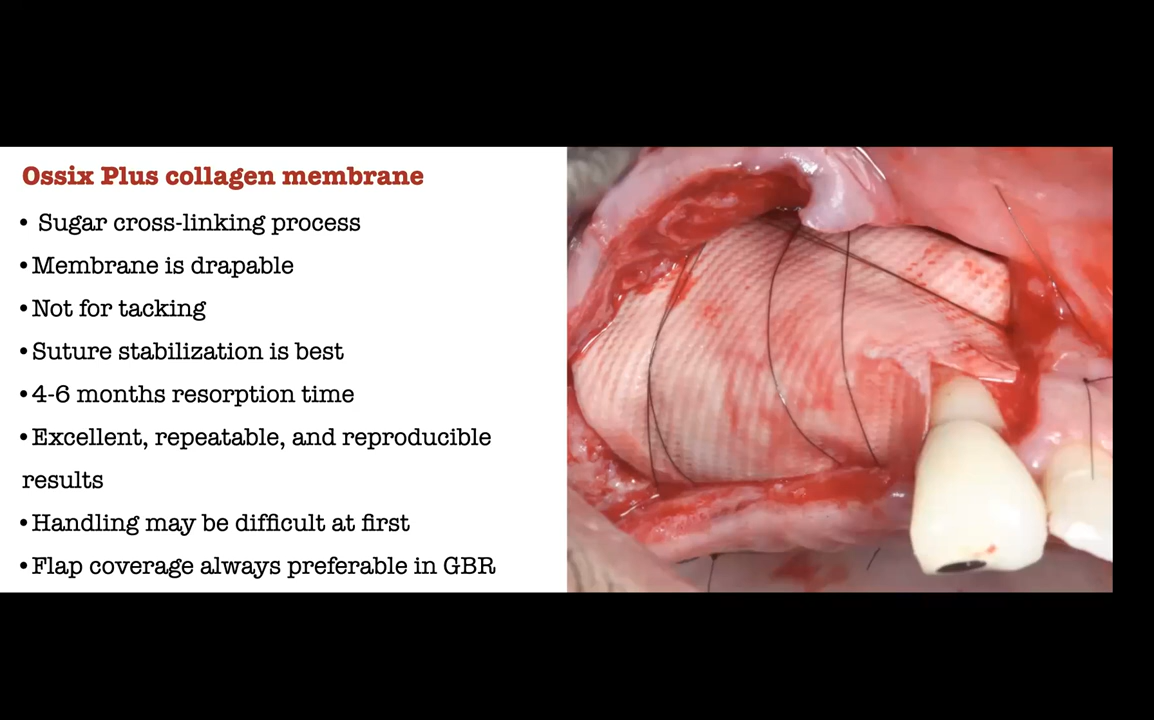 Ossix Plus collagen membrane
• Sugar cross-linking process
• Membrane is drapable
• Not for tacking
• Suture stabilization is best
• 4-6 months resorption time
• Excellent, repeatable, and reproducible
results
• Handling may be difficult at first
• Flap coverage always preferable in GBR